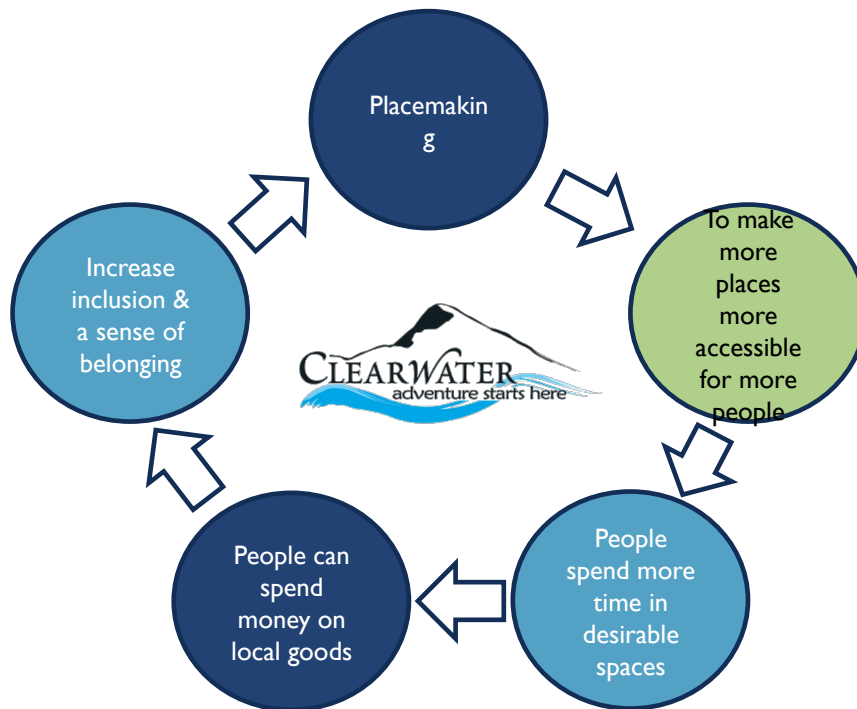 Placemakin
g
To make
more
places
more
accessible
for more
people
People
spend more
time in
desirable
spaces
People can
spend
money on
local goods
Increase
inclusion &
a sense of
belonging
CLEARWATER
adventure starts here